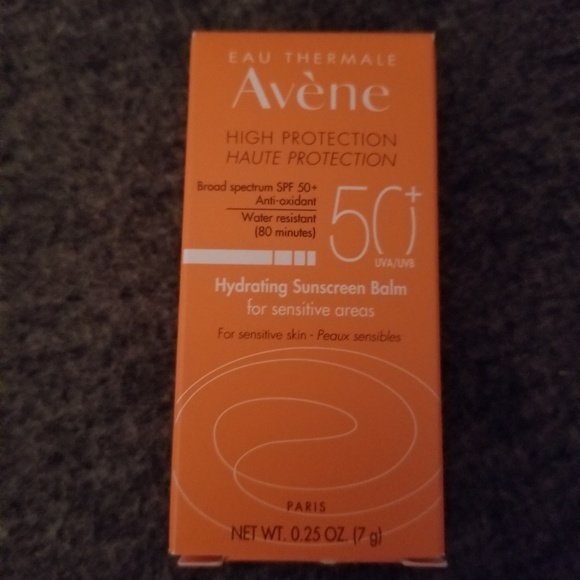 EAU THERMALE
Avène
HIGH PROTECTION
HAUTE PROTECTION
Broad spectrum SPF 50+
Anti-oxidant
Water resistant
(80 minutes)
50+
UVA/UVB
Hydrating Sunscreen Balm
for sensitive areas
For sensitive skin - Peaux sensibles
PARIS
NET WT. 0.25 OZ. (7 g)